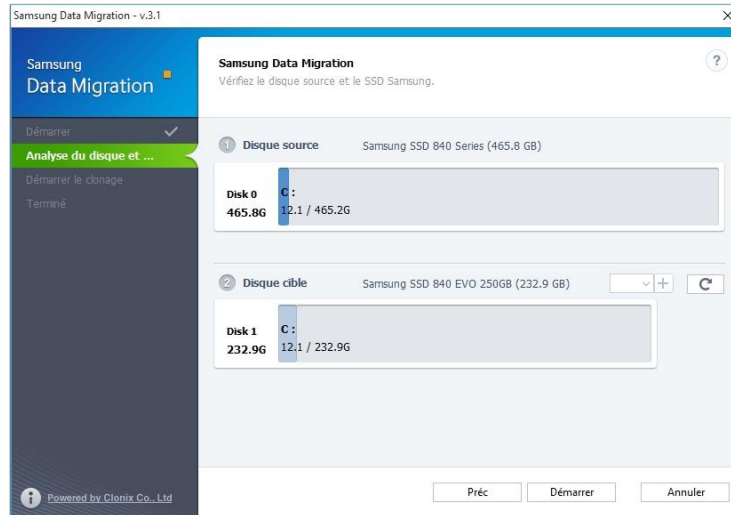 Samsung Data Migration - v.3.1
Samsung
Data Migration
Samsung Data Migration
Vérifiez le disque source et le SSD Samsung.
?
Démarrer
Analyse du disque et ...
Démarrer le clonage
Terminé
1 Disque source Samsung SSD 840 Series (465.8 GB)
Disk 0
465.8G
C :
12.1 / 465.2G
2 Disque cible Samsung SSD 840 EVO 250GB (232.9 GB)
Disk 1
232.9G
C :
12.1 / 232.9G
Powered by Clonix Co., Ltd
Préc Démarrer Annuler